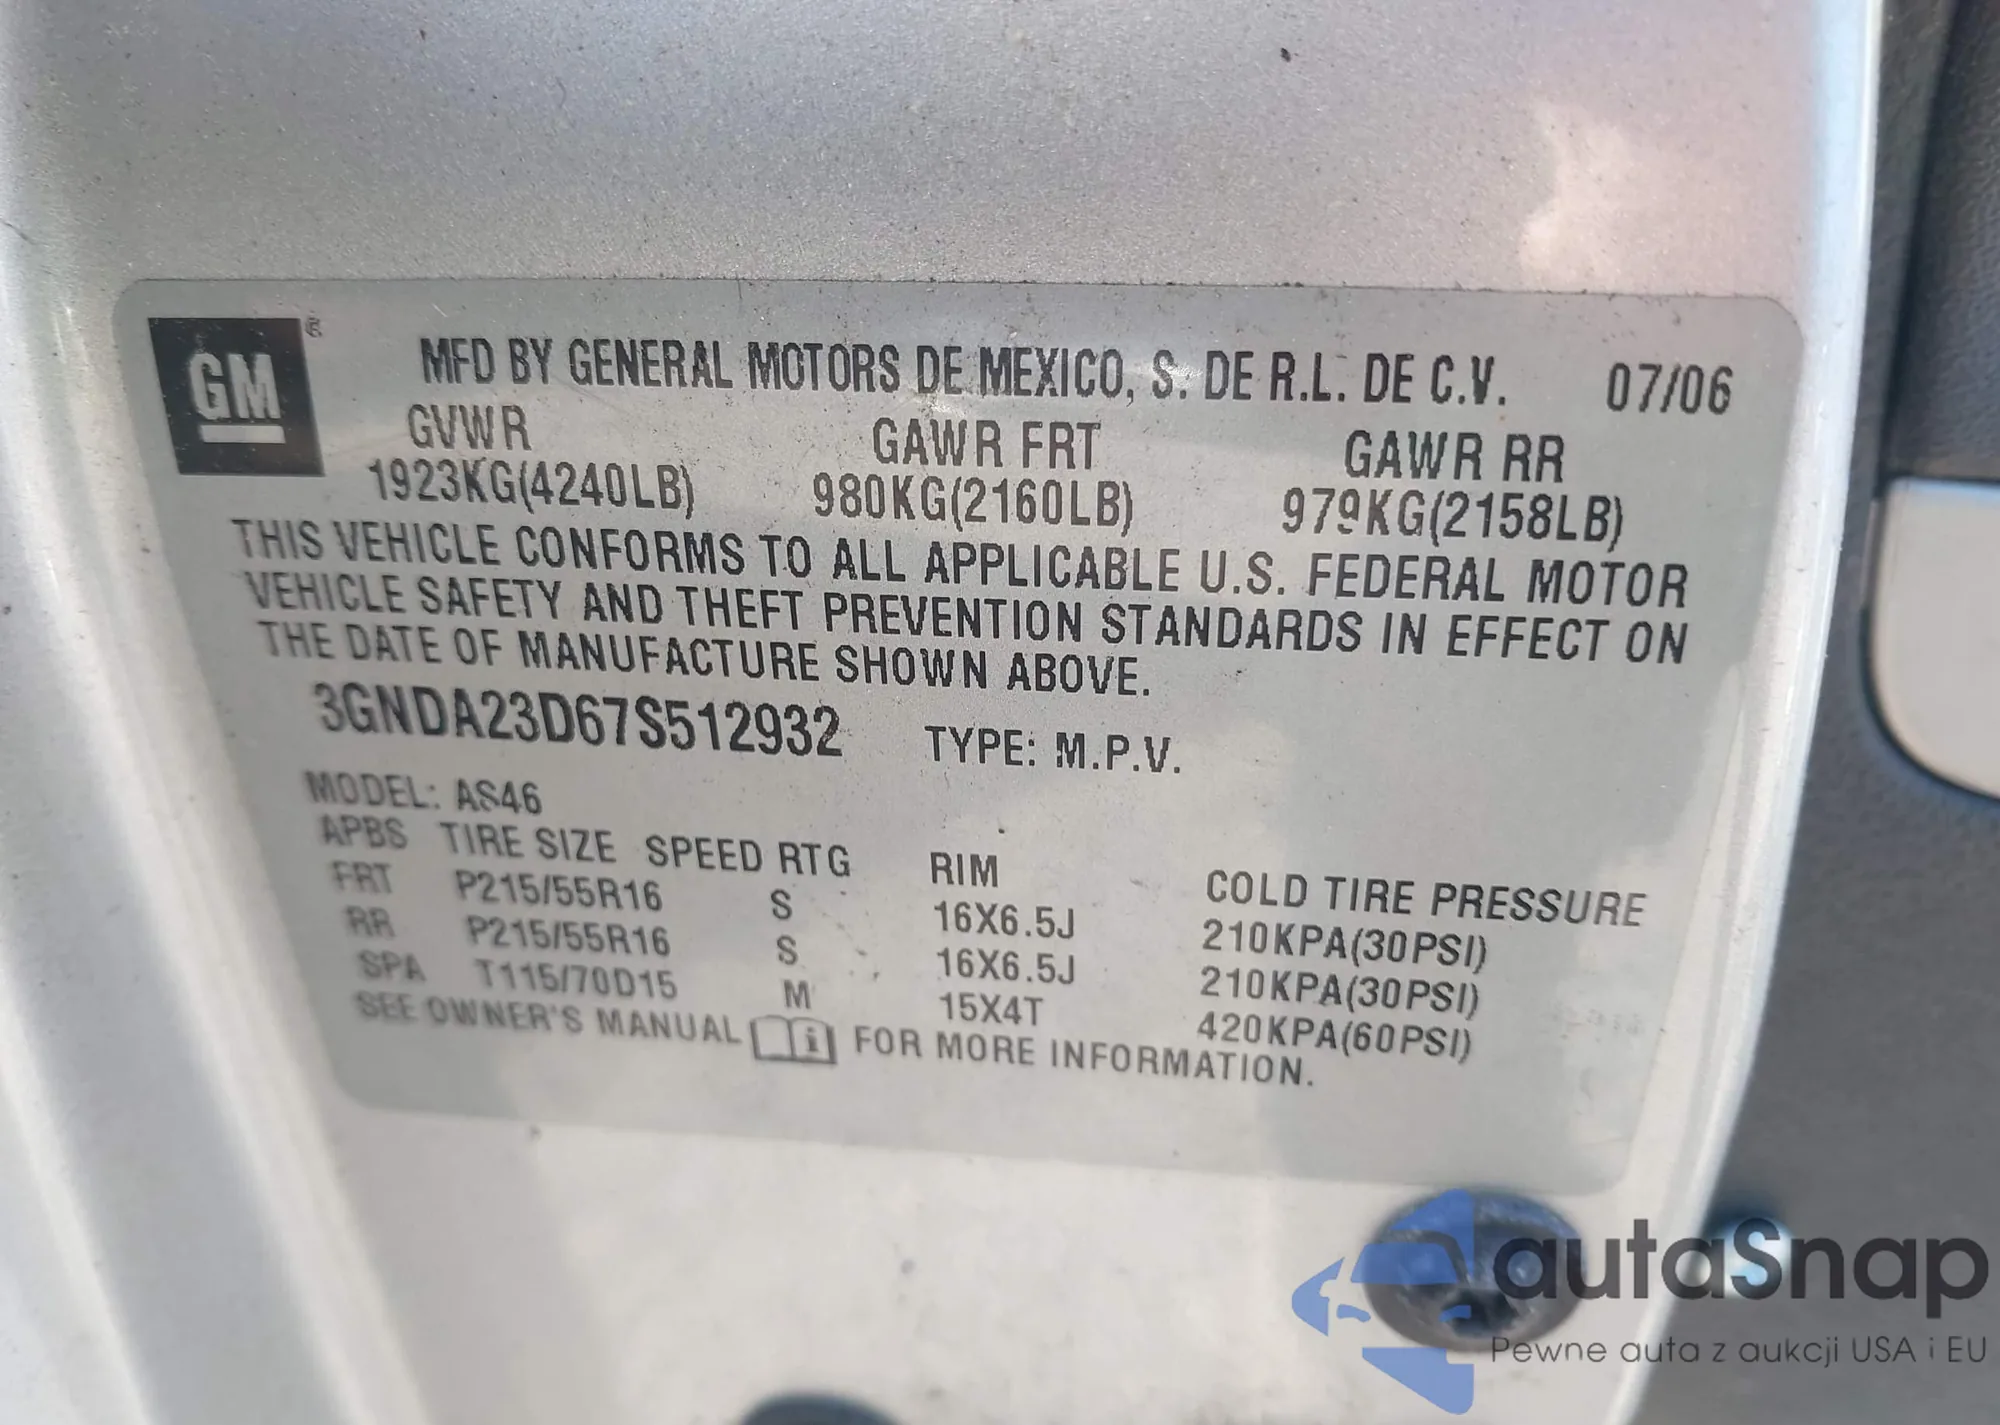 GM ®
MFD BY GENERAL MOTORS DE MEXICO, S. DE R.L. DE C.V. 07/06
GVWR GAWR FRT GAWR RR
1923KG(4240LB) 980KG(2160LB) 979KG(2158LB)
THIS VEHICLE CONFORMS TO ALL APPLICABLE U.S. FEDERAL MOTOR
VEHICLE SAFETY AND THEFT PREVENTION STANDARDS IN EFFECT ON
THE DATE OF MANUFACTURE SHOWN ABOVE.
3GNDA23D67S512932 TYPE: M.P.V.
MODEL: AS46
APBS TIRE SIZE SPEED RTG RIM COLD TIRE PRESSURE
FRT P215/55R16 S 16X6.5J 210KPA(30PSI)
RR P215/55R16 S 16X6.5J 210KPA(30PSI)
SPA T115/70D15 M 15X4T 420KPA(60PSI)
SEE OWNER'S MANUAL i FOR MORE INFORMATION.
autaSnap
Pewne auta z aukcji USA i EU